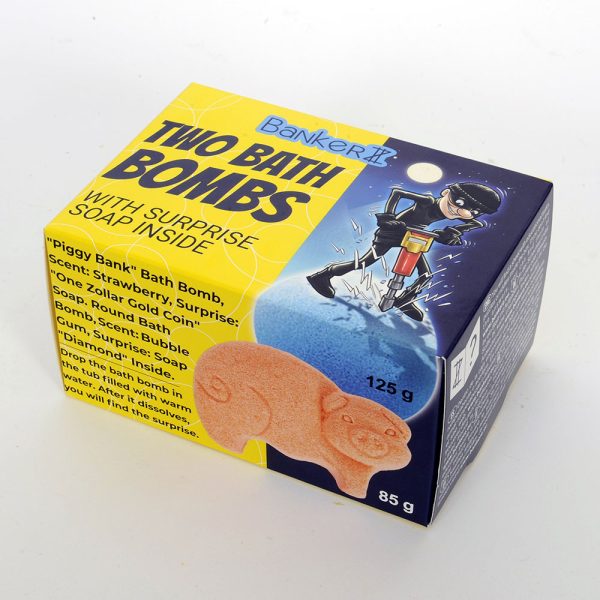 BankerII
TWO BATH
BOMBS
WITH SURPRISE
SOAP INSIDE
"Piggy Bank" Bath Bomb,
Scent: Strawberry, Surprise:
"One Zollar Gold Coin"
Soap. Round Bath
Bomb, Scent: Bubble
Gum, Surprise: Soap
"Diamond" Inside.
Drop the bath bomb in
the tub filled with warm
water. After it dissolves,
you will find the surprise.
125 g
85 g
II ?